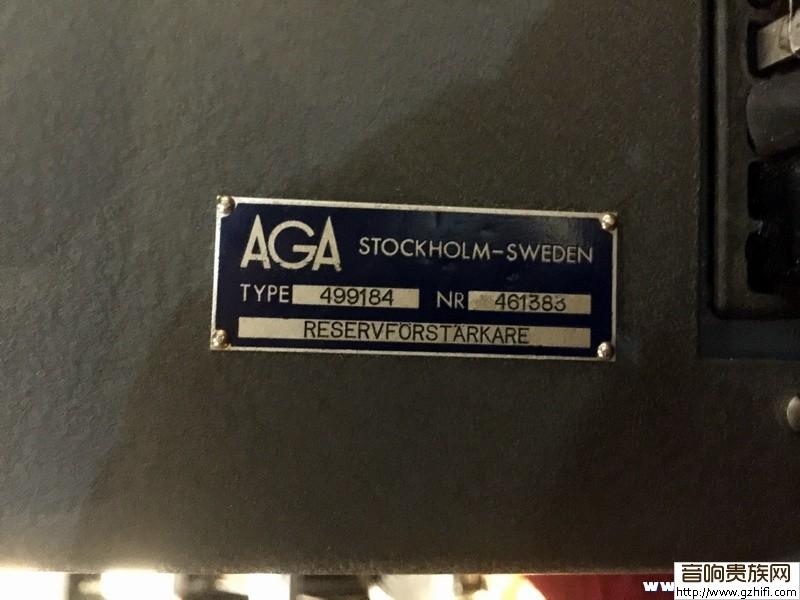 AGA STOCKHOLM-SWEDEN
TYPE 499184 NR 461383
RESERVFÖRSTÄRKARE
音响贵族网
http://www.gzhifi.com